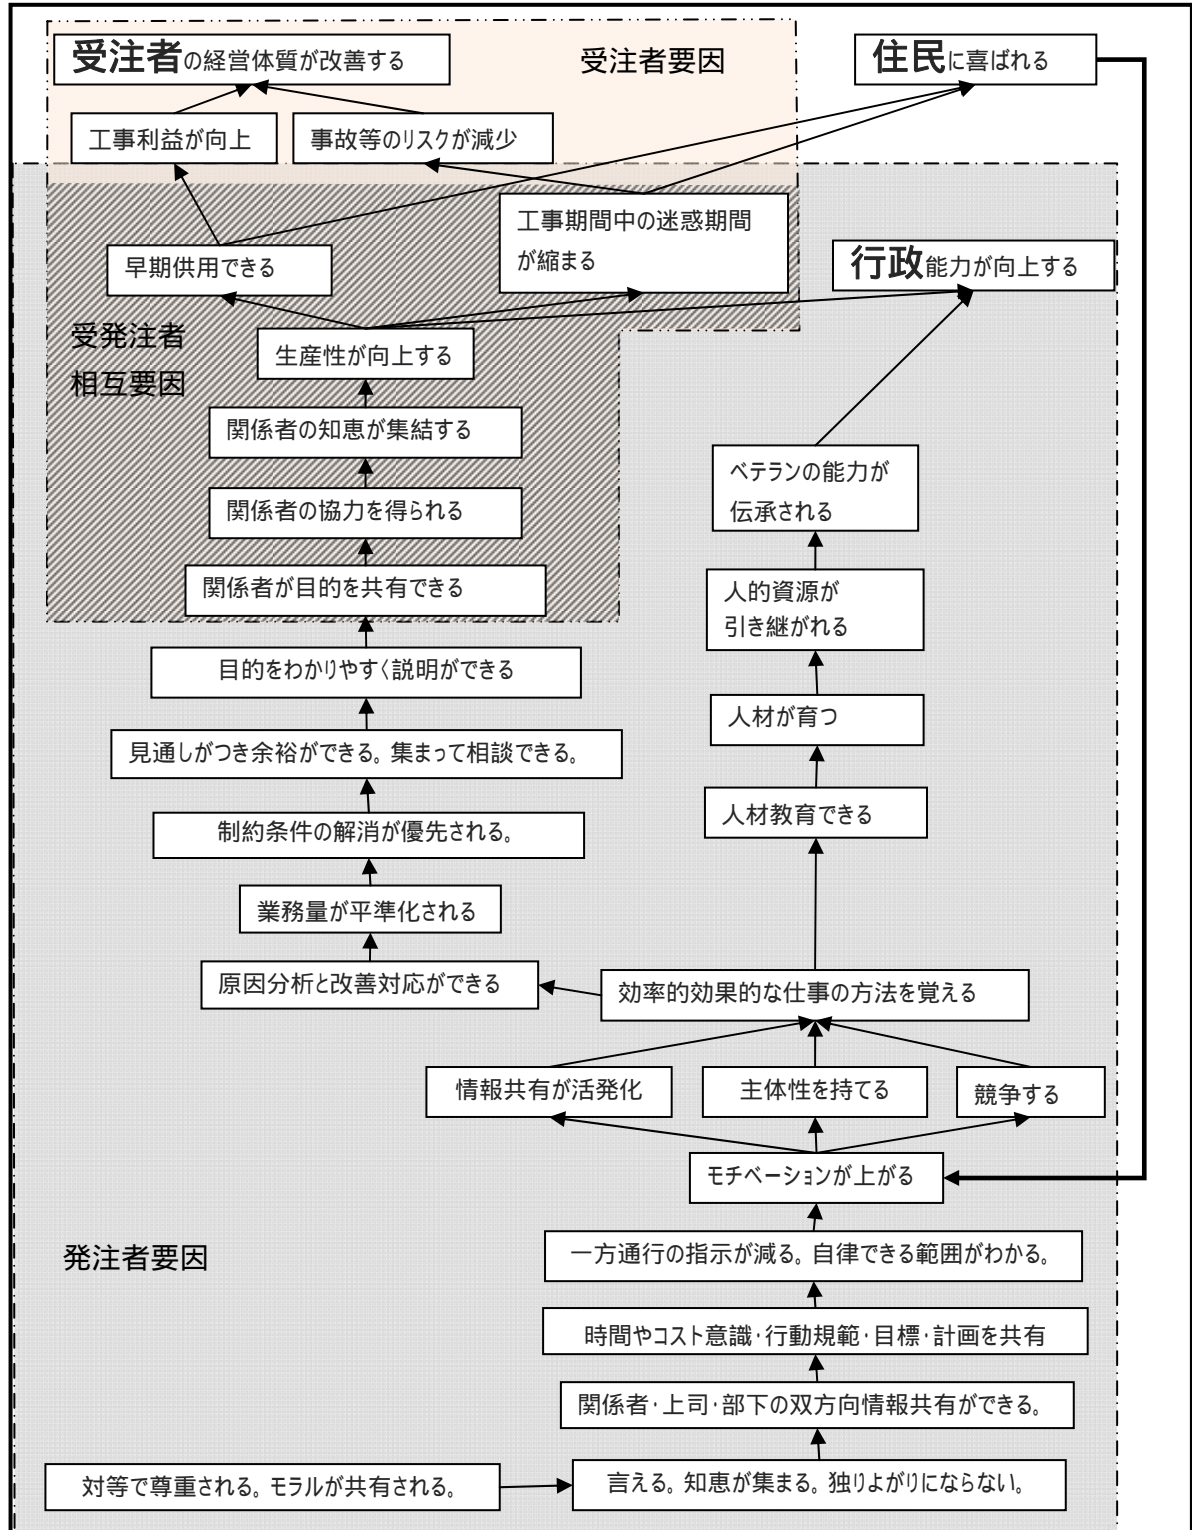 受注者の経営体質が改善する
受注者要因
住民に喜ばれる
工事利益が向上
事故等のリスクが減少
工事期間中の迷惑期間
が縮まる
早期供用できる
行政能力が向上する
受発注者
相互要因
生産性が向上する
関係者の知恵が集結する
ベテランの能力が
伝承される
関係者の協力を得られる
関係者が目的を共有できる
人的資源が
引き継がれる
目的をわかりやすく説明ができる
人材が育つ
見通しがつき余裕ができる。集まって相談できる。
人材教育できる
制約条件の解消が優先される。
業務量が平準化される
原因分析と改善対応ができる
効率的効果的な仕事の方法を覚える
情報共有が活発化
主体性を持てる
競争する
モチベーションが上がる
発注者要因
一方通行の指示が減る。自律できる範囲がわかる。
時間やコスト意識・行動規範・目標・計画を共有
関係者・上司・部下の双方向情報共有ができる。
対等で尊重される。モラルが共有される。
言える。知恵が集まる。独りよがりにならない。